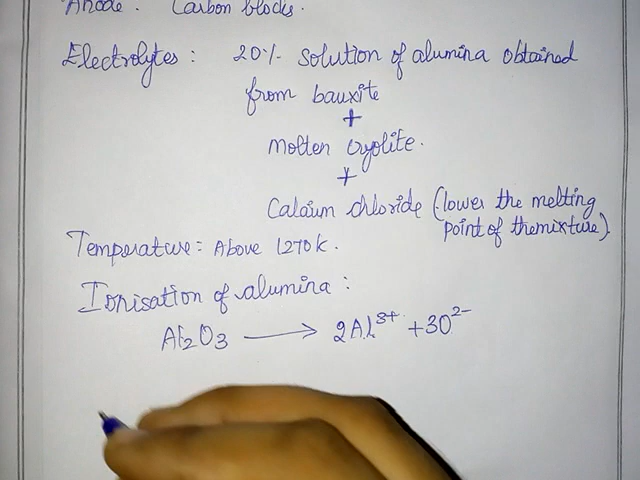 Anode. Carbon blocks.
Electrolytes: 20% solution of alumina obtained
from bauxite
+
Molten cryolite.
+
Calcium chloride (lower the melting
point of the mixture).
Temperature: Above 1270k.
Ionisation of alumina:
Al2O3 ⟶ 2Al³⁺ + 3O²⁻